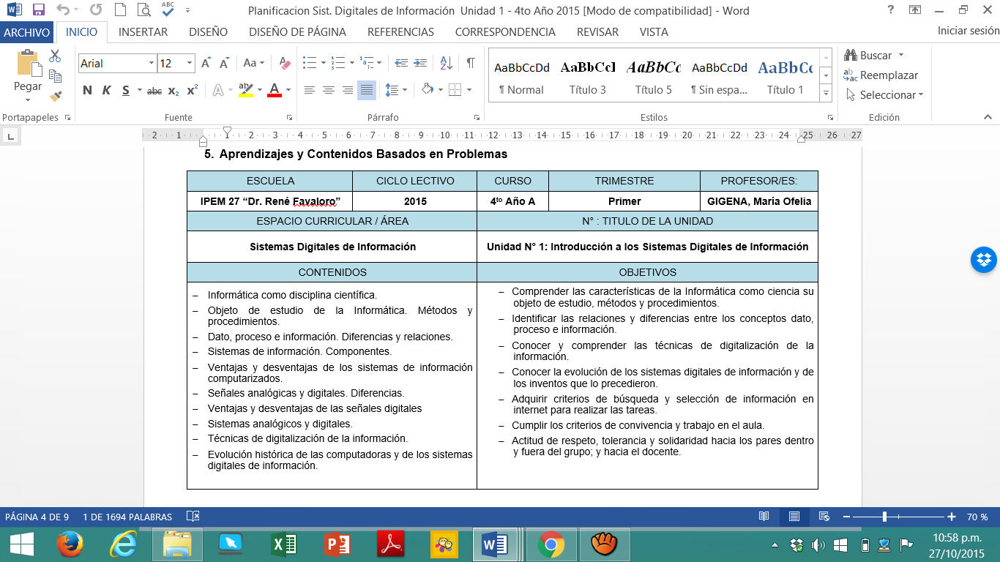 Planificacion Sist. Digitales de Información Unidad 1 - 4to Año 2015 [Modo de compatibilidad] - Word
ABC
?
ARCHIVO INICIO INSERTAR DISEÑO DISEÑO DE PÁGINA REFERENCIAS CORRESPONDENCIA REVISAR VISTA Iniciar sesión
Pegar
Arial 12 A A Aa
N K S abc x2 x2 A ab A
AaBbCcDd AaBbCcI AaBbCc AaBbCcDd AaBbCc
¶ Normal Título 3 Título 5 ¶ Sin espa... Título 1
Buscar
Reemplazar
Seleccionar
Portapapeles Fuente Párrafo Estilos Edición
2 1 1 2 3 4 5 6 7 8 9 10 11 12 13 14 15 16 17 18 19 20 21 22 23 24 25 26 27
5. Aprendizajes y Contenidos Basados en Problemas
ESCUELA CICLO LECTIVO CURSO TRIMESTRE PROFESOR/ES:
IPEM 27 “Dr. René Favaloro” 2015 4to Año A Primer GIGENA, María Ofelia
ESPACIO CURRICULAR / ÁREA N° : TITULO DE LA UNIDAD
Sistemas Digitales de Información Unidad N° 1: Introducción a los Sistemas Digitales de Información
CONTENIDOS OBJETIVOS
– Informática como disciplina científica.
– Objeto de estudio de la Informática. Métodos y
procedimientos.
– Dato, proceso e información. Diferencias y relaciones.
– Sistemas de información. Componentes.
– Ventajas y desventajas de los sistemas de información
computarizados.
– Señales analógicas y digitales. Diferencias.
– Ventajas y desventajas de las señales digitales
– Sistemas analógicos y digitales.
– Técnicas de digitalización de la información.
– Evolución histórica de las computadoras y de los sistemas
digitales de información.
– Comprender las características de la Informática como ciencia su
objeto de estudio, métodos y procedimientos.
– Identificar las relaciones y diferencias entre los conceptos dato,
proceso e información.
– Conocer y comprender las técnicas de digitalización de la
información.
– Conocer la evolución de los sistemas digitales de información y de
los inventos que lo precedieron.
– Adquirir criterios de búsqueda y selección de información en
internet para realizar las tareas.
– Cumplir los criterios de convivencia y trabajo en el aula.
– Actitud de respeto, tolerancia y solidaridad hacia los pares dentro
y fuera del grupo; y hacia el docente.
PÁGINA 4 DE 9 1 DE 1694 PALABRAS 70 %
10:58 p.m.
27/10/2015